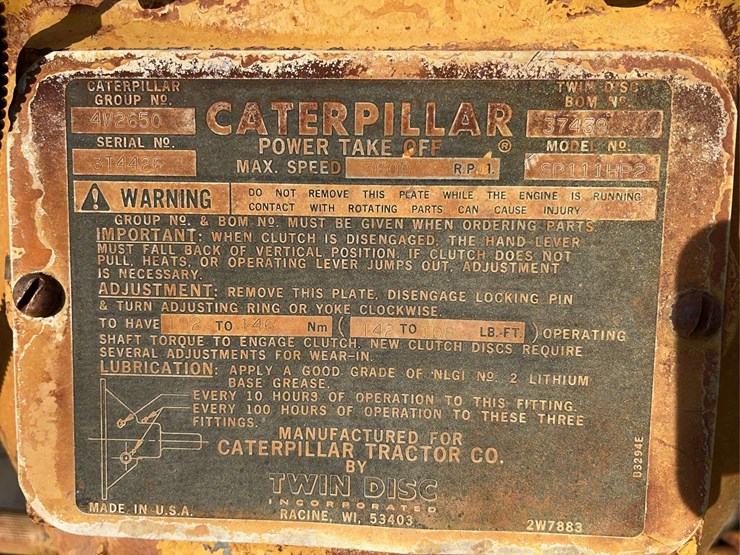 CATERPILLAR
GROUP Nº.
4V2650
SERIAL Nº.
3T4426
CATERPILLAR ®
POWER TAKE OFF
MAX. SPEED R.P.
TWIN DISC
BOM Nº.
MODEL Nº.
SP111HP2
WARNING
DO NOT REMOVE THIS PLATE WHILE THE ENGINE IS RUNNING
CONTACT WITH ROTATING PARTS CAN CAUSE INJURY
GROUP Nº. & BOM Nº. MUST BE GIVEN WHEN ORDERING PARTS.
IMPORTANT: WHEN CLUTCH IS DISENGAGED, THE HAND LEVER
MUST FALL BACK OF VERTICAL POSITION. IF CLUTCH DOES NOT
PULL, HEATS, OR OPERATING LEVER JUMPS OUT, ADJUSTMENT
IS NECESSARY.
ADJUSTMENT: REMOVE THIS PLATE, DISENGAGE LOCKING PIN
& TURN ADJUSTING RING OR YOKE CLOCKWISE.
TO HAVE TO Nm ( TO LB.-FT. ) OPERATING
SHAFT TORQUE TO ENGAGE CLUTCH. NEW CLUTCH DISCS REQUIRE
SEVERAL ADJUSTMENTS FOR WEAR-IN.
LUBRICATION: APPLY A GOOD GRADE OF NLGI Nº. 2 LITHIUM
BASE GREASE.
EVERY 10 HOURS OF OPERATION TO THIS FITTING.
EVERY 100 HOURS OF OPERATION TO THESE THREE
FITTINGS.
MANUFACTURED FOR
CATERPILLAR TRACTOR CO.
BY
TWIN DISC
INCORPORATED
RACINE, WI, 53403
MADE IN U.S.A.
2W7883
D3294E